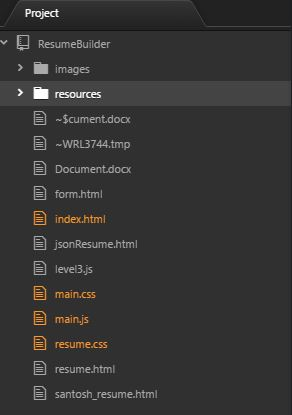 Project
ResumeBuilder
images
resources
~$cument.docx
~WRL3744.tmp
Document.docx
form.html
index.html
jsonResume.html
level3.js
main.css
main.js
resume.css
resume.html
santosh_resume.html